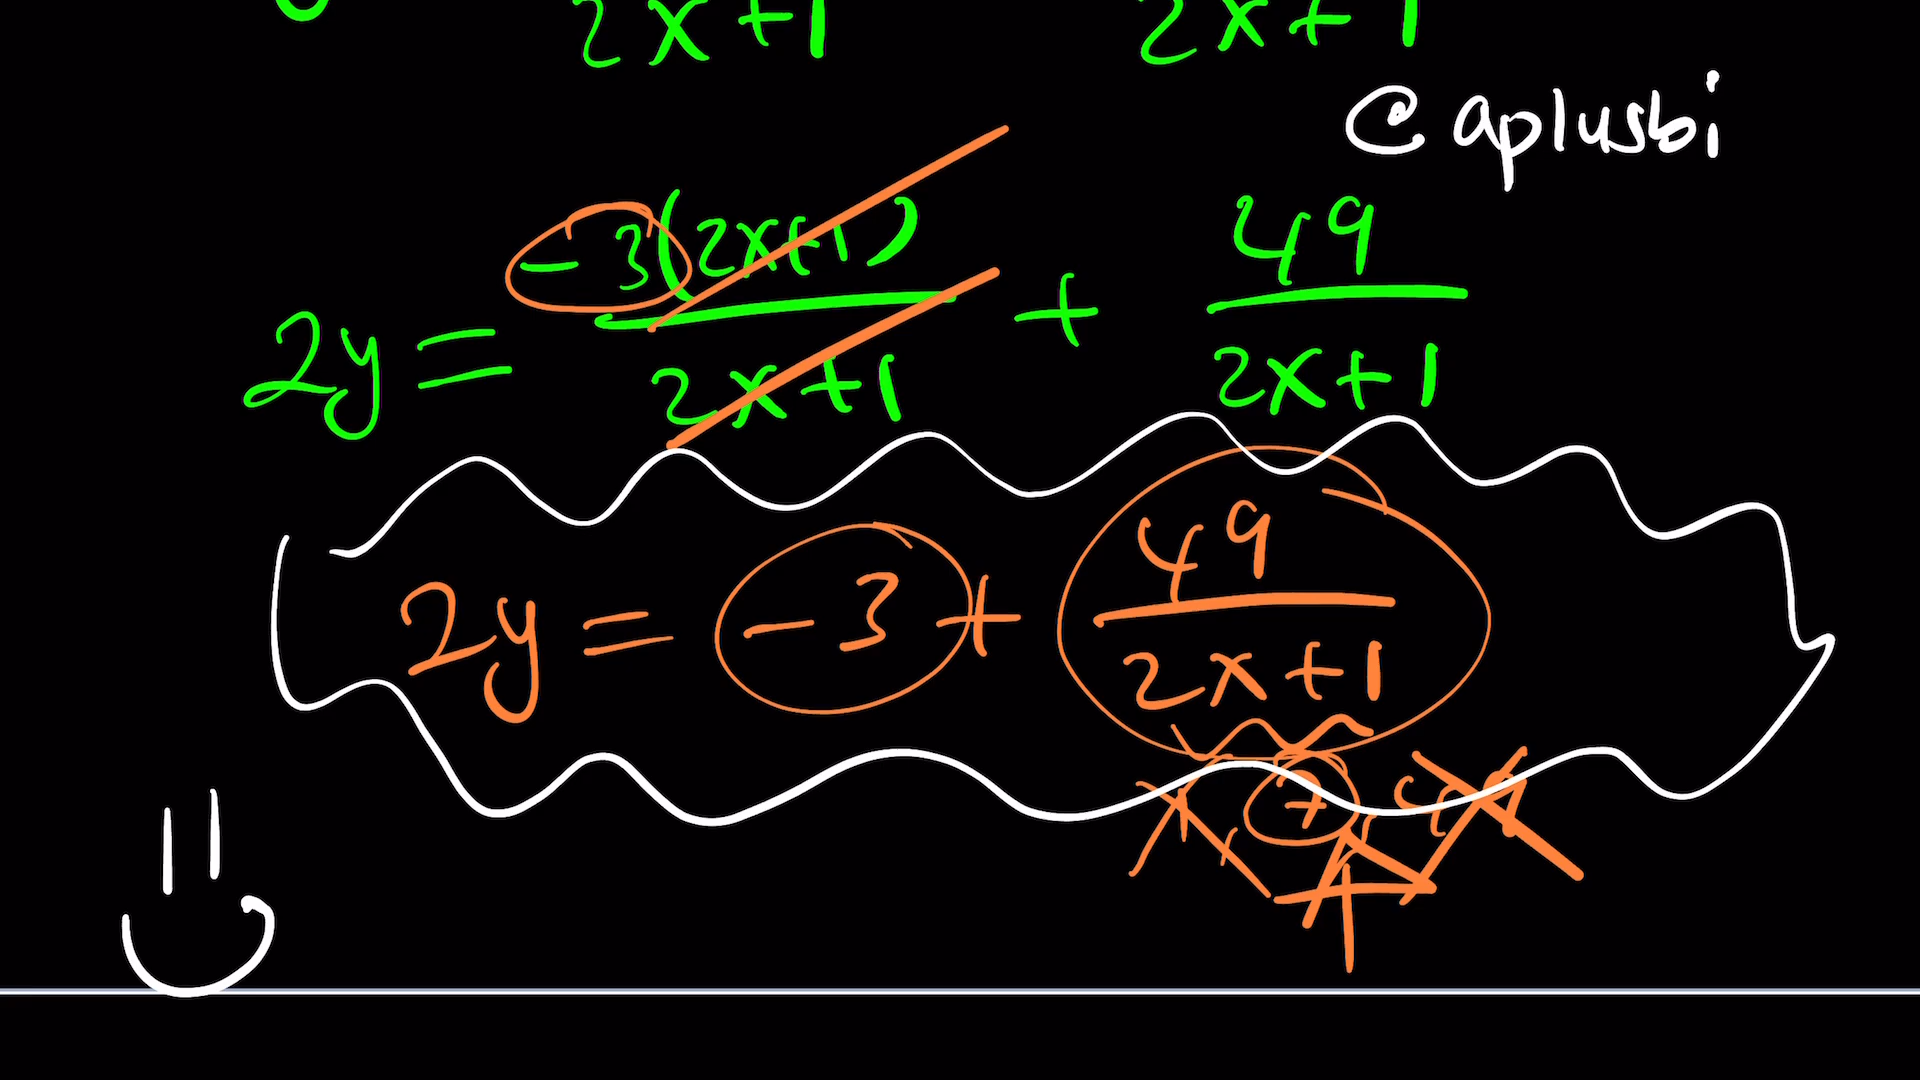 2x+1 2x+1
@aplusbi
2y = -3(2x+1)/2x+1 + 49/2x+1
2y = -3 + 49/2x+1
7